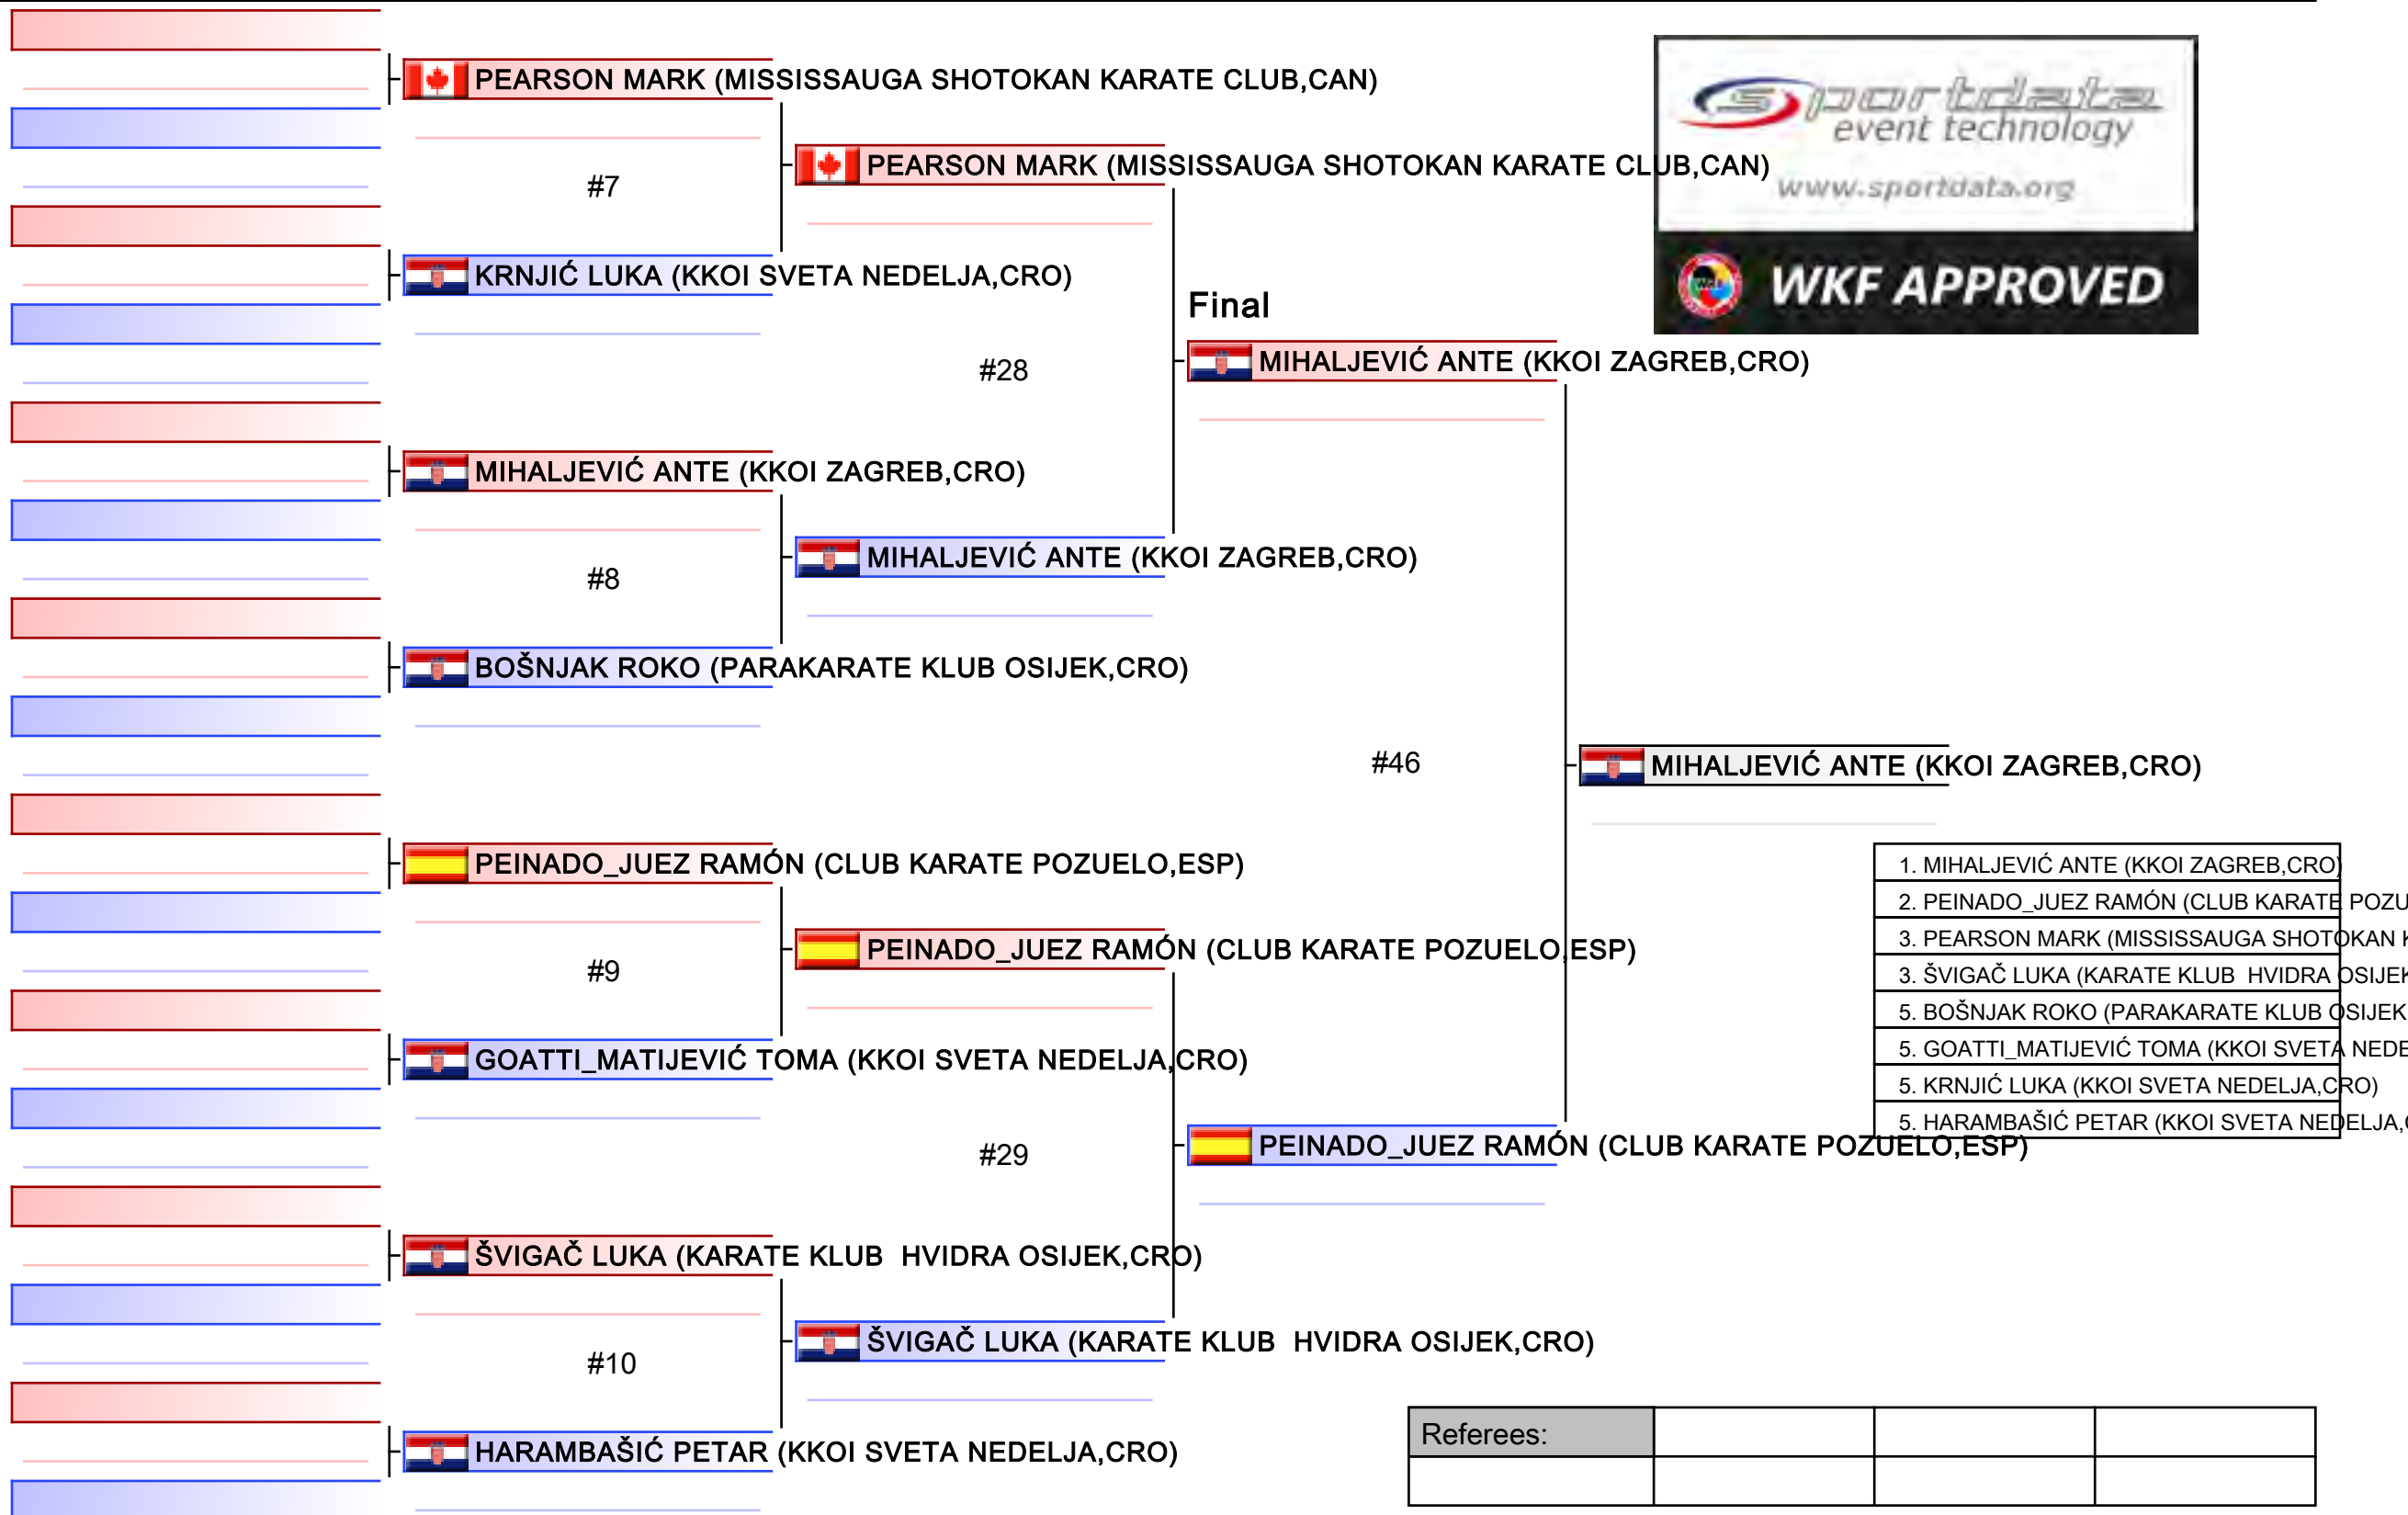 PEARSON MARK (MISSISSAUGA SHOTOKAN KARATE CLUB,CAN)
sportdata
event technology
www.sportdata.org
PEARSON MARK (MISSISSAUGA SHOTOKAN KARATE CLUB,CAN)
#7
KRNJIĆ LUKA (KKOI SVETA NEDELJA,CRO)
WKF APPROVED
Final
#28
MIHALJEVIĆ ANTE (KKOI ZAGREB,CRO)
MIHALJEVIĆ ANTE (KKOI ZAGREB,CRO)
MIHALJEVIĆ ANTE (KKOI ZAGREB,CRO)
#8
BOŠNJAK ROKO (PARAKARATE KLUB OSIJEK,CRO)
#46
MIHALJEVIĆ ANTE (KKOI ZAGREB,CRO)
PEINADO_JUEZ RAMÓN (CLUB KARATE POZUELO,ESP)
PEINADO_JUEZ RAMÓN (CLUB KARATE POZUELO,ESP)
#9
GOATTI_MATIJEVIĆ TOMA (KKOI SVETA NEDELJA,CRO)
1. MIHALJEVIĆ ANTE (KKOI ZAGREB,CRO)
2. PEINADO_JUEZ RAMÓN (CLUB KARATE POZU
3. PEARSON MARK (MISSISSAUGA SHOTOKAN K
3. ŠVIGAČ LUKA (KARATE KLUB  HVIDRA OSIJEK
5. BOŠNJAK ROKO (PARAKARATE KLUB OSIJEK
5. GOATTI_MATIJEVIĆ TOMA (KKOI SVETA NEDE
5. KRNJIĆ LUKA (KKOI SVETA NEDELJA,CRO)
5. HARAMBAŠIĆ PETAR (KKOI SVETA NEDELJA,C
#29
PEINADO_JUEZ RAMÓN (CLUB KARATE POZUELO,ESP)
ŠVIGAČ LUKA (KARATE KLUB  HVIDRA OSIJEK,CRO)
ŠVIGAČ LUKA (KARATE KLUB  HVIDRA OSIJEK,CRO)
#10
HARAMBAŠIĆ PETAR (KKOI SVETA NEDELJA,CRO)
Referees: